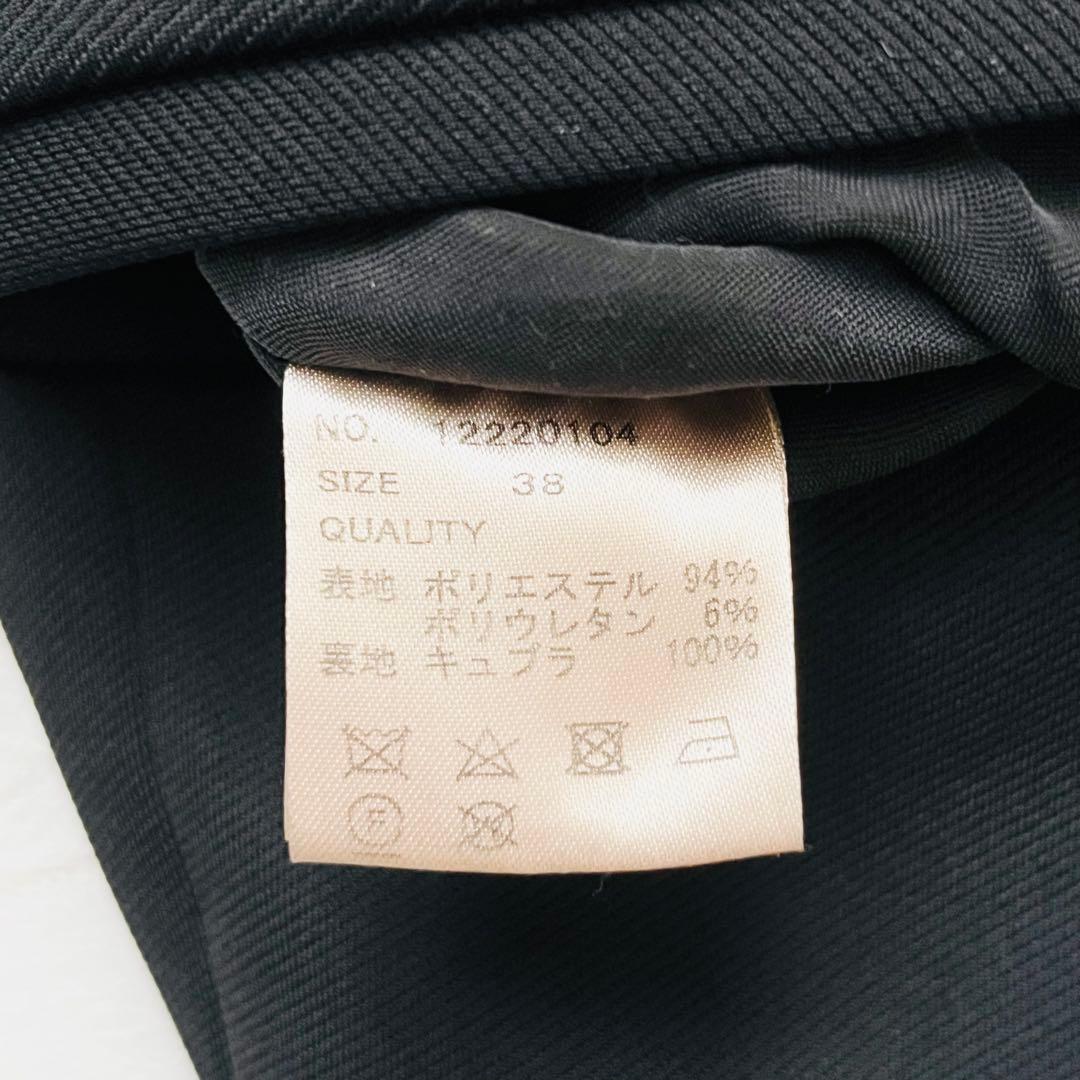 NO. 12220104
SIZE 38
QUALITY
表地 ポリエステル 94%
ポリウレタン 6%
裏地 キュプラ 100%
F
W